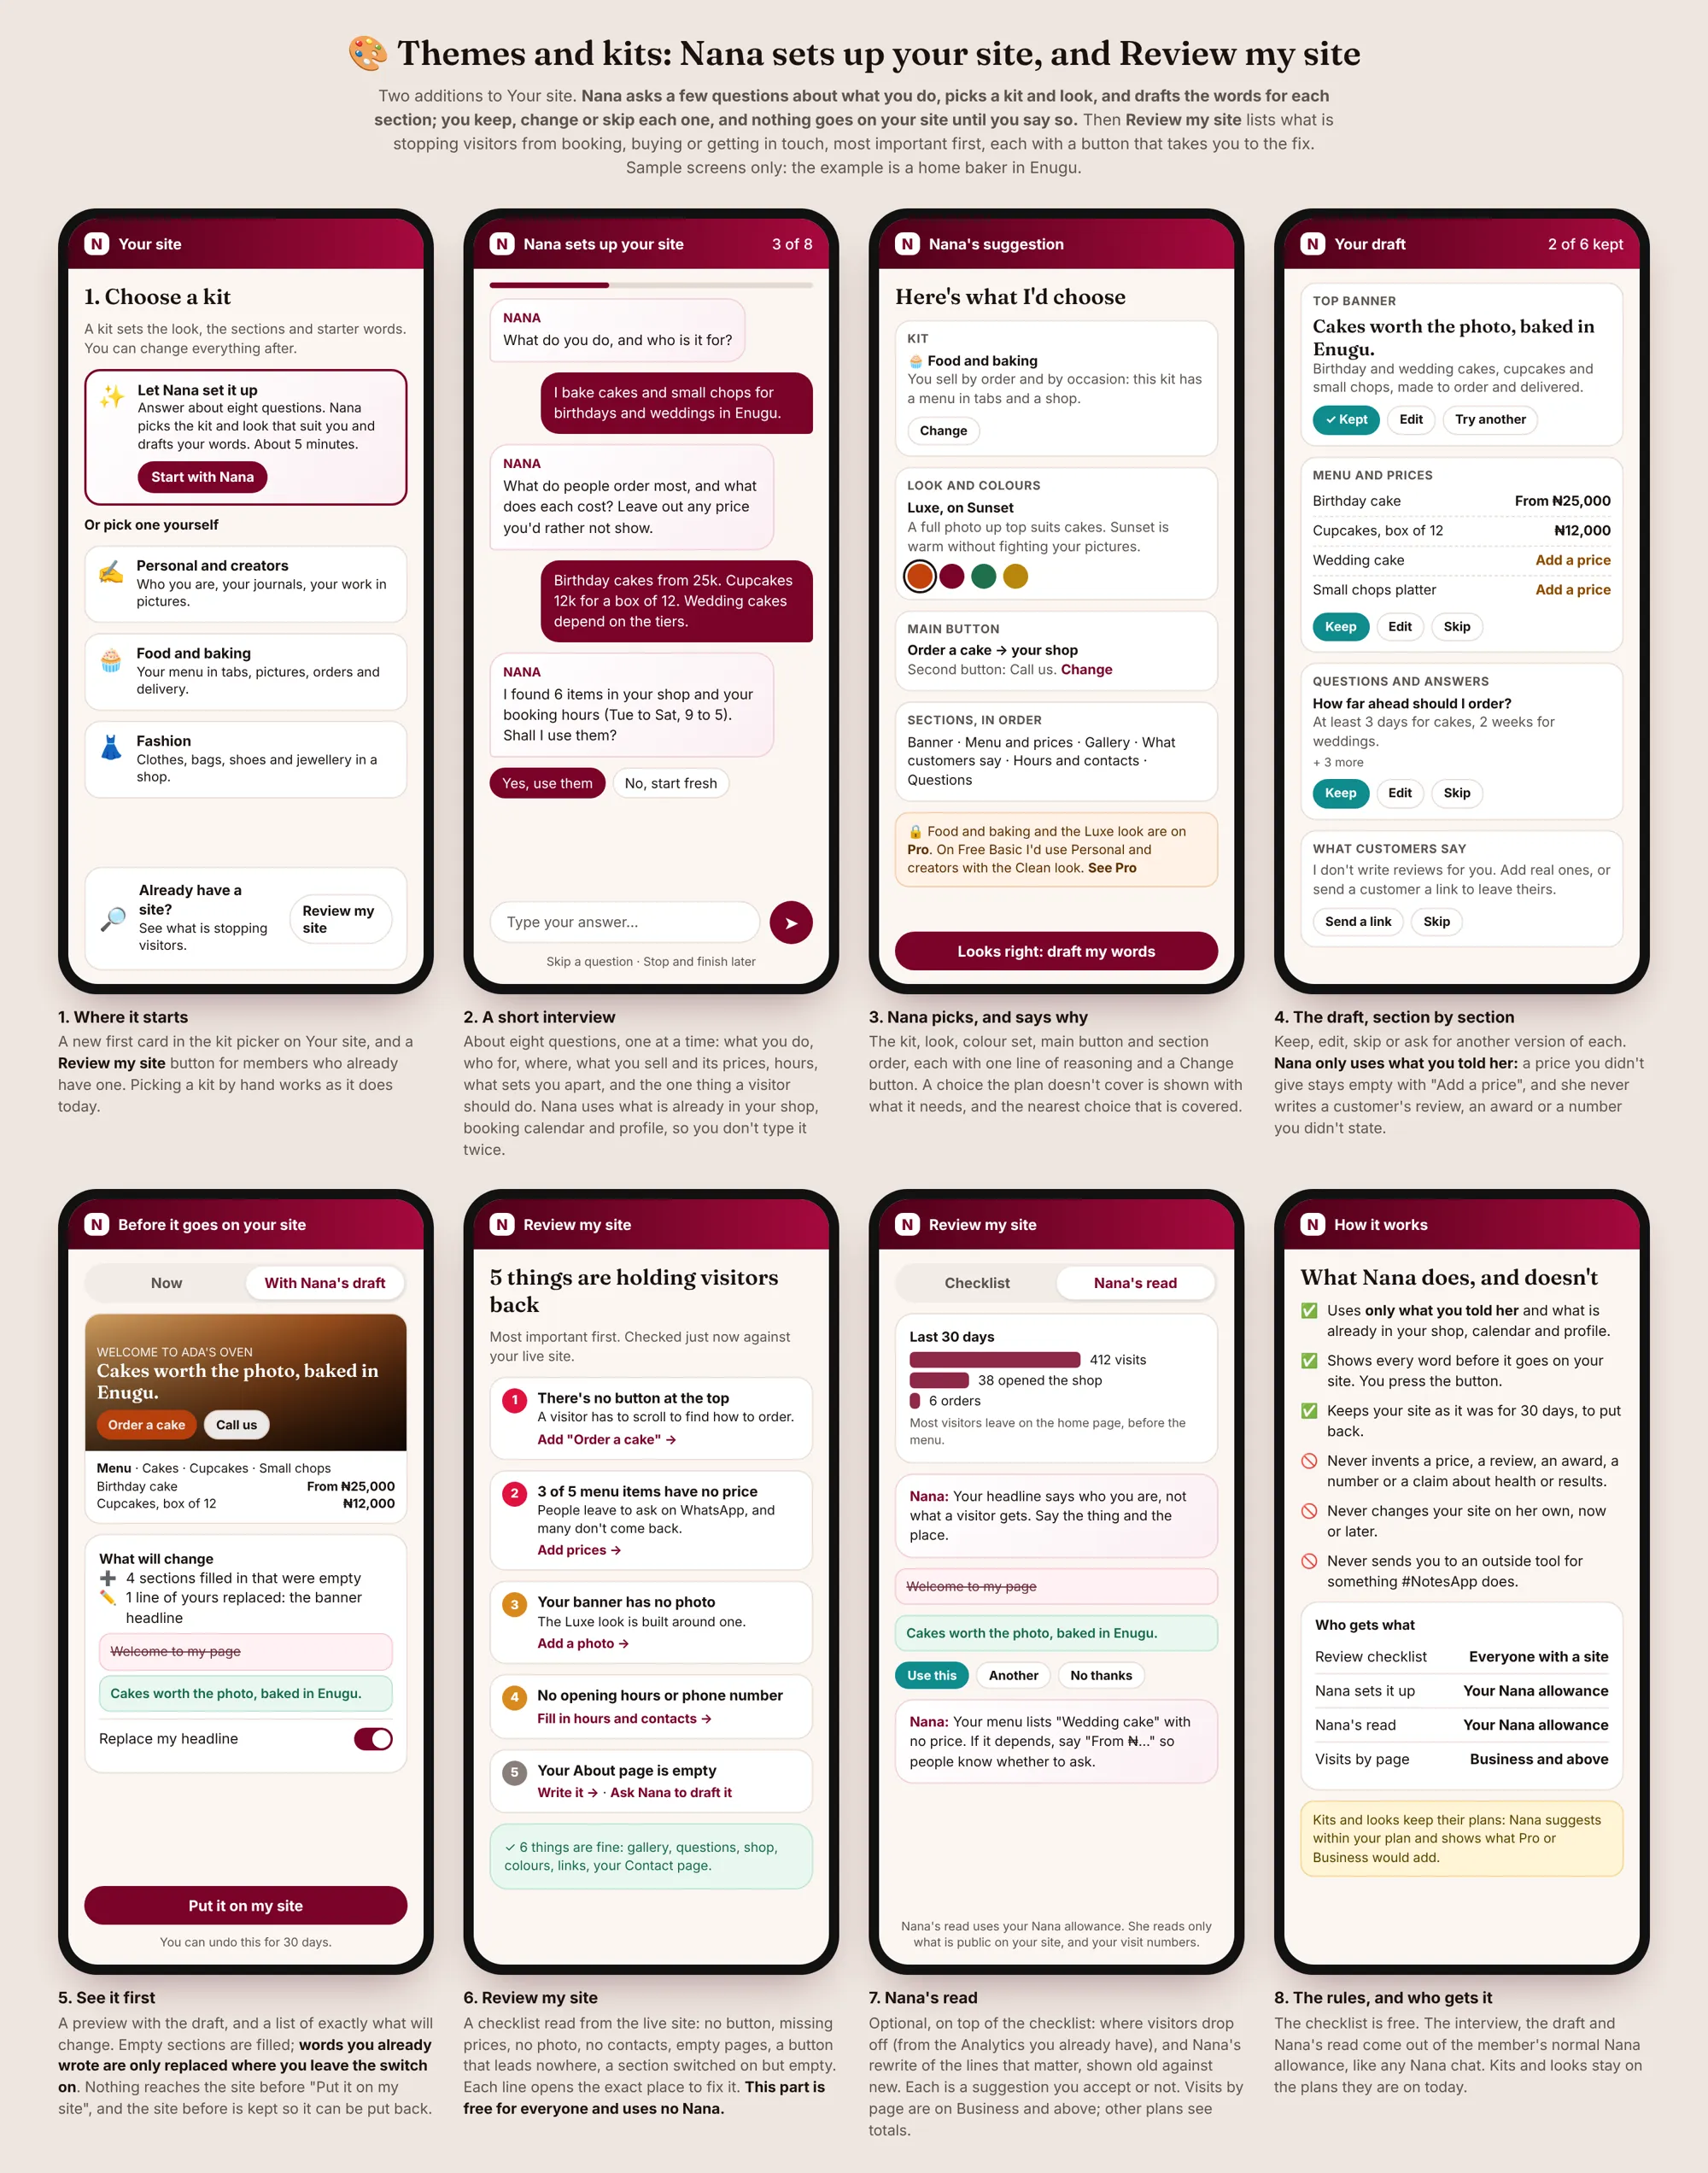 🎨 Themes and kits: Nana sets up your site, and Review my site
Two additions to Your site. Nana asks a few questions about what you do, picks a kit and look, and drafts the words for each
section; you keep, change or skip each one, and nothing goes on your site until you say so. Then Review my site lists what is
stopping visitors from booking, buying or getting in touch, most important first, each with a button that takes you to the fix.
Sample screens only: the example is a home baker in Enugu.
N Your site
1. Choose a kit
A kit sets the look, the sections and starter words.
You can change everything after.
Let Nana set it up
Answer about eight questions. Nana
picks the kit and look that suit you and
drafts your words. About 5 minutes.
Start with Nana
Or pick one yourself
Personal and creators
Who you are, your journals, your work in
pictures.
Food and baking
Your menu in tabs, pictures, orders and
delivery.
Fashion
Clothes, bags, shoes and jewellery in a
shop.
Already have a
site?
See what is stopping
visitors.
Review my
site
1. Where it starts
A new first card in the kit picker on Your site, and a
Review my site button for members who already
have one. Picking a kit by hand works as it does
today.
N Nana sets up your site 3 of 8
NANA
What do you do, and who is it for?
I bake cakes and small chops for
birthdays and weddings in Enugu.
NANA
What do people order most, and what
does each cost? Leave out any price
you'd rather not show.
Birthday cakes from 25k. Cupcakes
12k for a box of 12. Wedding cakes
depend on the tiers.
NANA
I found 6 items in your shop and your
booking hours (Tue to Sat, 9 to 5).
Shall I use them?
Yes, use them No, start fresh
Type your answer...
Skip a question · Stop and finish later
2. A short interview
About eight questions, one at a time: what you do,
who for, where, what you sell and its prices, hours,
what sets you apart, and the one thing a visitor
should do. Nana uses what is already in your shop,
booking calendar and profile, so you don't type it
twice.
N Nana's suggestion
Here's what I'd choose
KIT
🧁 Food and baking
You sell by order and by occasion: this kit has
a menu in tabs and a shop.
Change
LOOK AND COLOURS
Luxe, on Sunset
A full photo up top suits cakes. Sunset is
warm without fighting your pictures.
MAIN BUTTON
Order a cake → your shop
Second button: Call us. Change
SECTIONS, IN ORDER
Banner · Menu and prices · Gallery · What
customers say · Hours and contacts ·
Questions
🔒 Food and baking and the Luxe look are on
Pro. On Free Basic I'd use Personal and
creators with the Clean look. See Pro
Looks right: draft my words
3. Nana picks, and says why
The kit, look, colour set, main button and section
order, each with one line of reasoning and a Change
button. A choice the plan doesn't cover is shown with
what it needs, and the nearest choice that is covered.
N Your draft 2 of 6 kept
TOP BANNER
Cakes worth the photo, baked in
Enugu.
Birthday and wedding cakes, cupcakes and
small chops, made to order and delivered.
✓ Kept Edit Try another
MENU AND PRICES
Birthday cake From ₦25,000
Cupcakes, box of 12 ₦12,000
Wedding cake Add a price
Small chops platter Add a price
Keep Edit Skip
QUESTIONS AND ANSWERS
How far ahead should I order?
At least 3 days for cakes, 2 weeks for
weddings.
+ 3 more
Keep Edit Skip
WHAT CUSTOMERS SAY
I don't write reviews for you. Add real ones, or
send a customer a link to leave theirs.
Send a link Skip
4. The draft, section by section
Keep, edit, skip or ask for another version of each.
Nana only uses what you told her: a price you didn't
give stays empty with "Add a price", and she never
writes a customer's review, an award or a number
you didn't state.
N Before it goes on your site
Now With Nana's draft
WELCOME TO ADA'S OVEN
Cakes worth the photo, baked in
Enugu.
Order a cake Call us
Menu · Cakes · Cupcakes · Small chops
Birthday cake From ₦25,000
Cupcakes, box of 12 ₦12,000
What will change
➕ 4 sections filled in that were empty
✏️ 1 line of yours replaced: the banner
headline
Welcome to my page
Cakes worth the photo, baked in Enugu.
Replace my headline
Put it on my site
You can undo this for 30 days.
5. See it first
A preview with the draft, and a list of exactly what will
change. Empty sections are filled; words you already
wrote are only replaced where you leave the switch
on. Nothing reaches the site before "Put it on my
site", and the site before is kept so it can be put back.
N Review my site
5 things are holding visitors
back
Most important first. Checked just now against
your live site.
1 There's no button at the top
A visitor has to scroll to find how to order.
Add "Order a cake" →
2 3 of 5 menu items have no price
People leave to ask on WhatsApp, and
many don't come back.
Add prices →
3 Your banner has no photo
The Luxe look is built around one.
Add a photo →
4 No opening hours or phone number
Fill in hours and contacts →
5 Your About page is empty
Write it → · Ask Nana to draft it
✓ 6 things are fine: gallery, questions, shop,
colours, links, your Contact page.
6. Review my site
A checklist read from the live site: no button, missing
prices, no photo, no contacts, empty pages, a button
that leads nowhere, a section switched on but empty.
Each line opens the exact place to fix it. This part is
free for everyone and uses no Nana.
N Review my site
Checklist Nana's read
Last 30 days
412 visits
38 opened the shop
6 orders
Most visitors leave on the home page, before the
menu.
Nana: Your headline says who you are, not
what a visitor gets. Say the thing and the
place.
Welcome to my page
Cakes worth the photo, baked in Enugu.
Use this Another No thanks
Nana: Your menu lists "Wedding cake" with
no price. If it depends, say "From ₦..." so
people know whether to ask.
Nana's read uses your Nana allowance. She reads only
what is public on your site, and your visit numbers.
7. Nana's read
Optional, on top of the checklist: where visitors drop
off (from the Analytics you already have), and Nana's
rewrite of the lines that matter, shown old against
new. Each is a suggestion you accept or not. Visits by
page are on Business and above; other plans see
totals.
N How it works
What Nana does, and doesn't
✅ Uses only what you told her and what is
already in your shop, calendar and profile.
✅ Shows every word before it goes on your
site. You press the button.
✅ Keeps your site as it was for 30 days, to put
back.
🚫 Never invents a price, a review, an award, a
number or a claim about health or results.
🚫 Never changes your site on her own, now
or later.
🚫 Never sends you to an outside tool for
something #NotesApp does.
Who gets what
Review checklist Everyone with a site
Nana sets it up Your Nana allowance
Nana's read Your Nana allowance
Visits by page Business and above
Kits and looks keep their plans: Nana suggests
within your plan and shows what Pro or
Business would add.
8. The rules, and who gets it
The checklist is free. The interview, the draft and
Nana's read come out of the member's normal Nana
allowance, like any Nana chat. Kits and looks stay on
the plans they are on today.